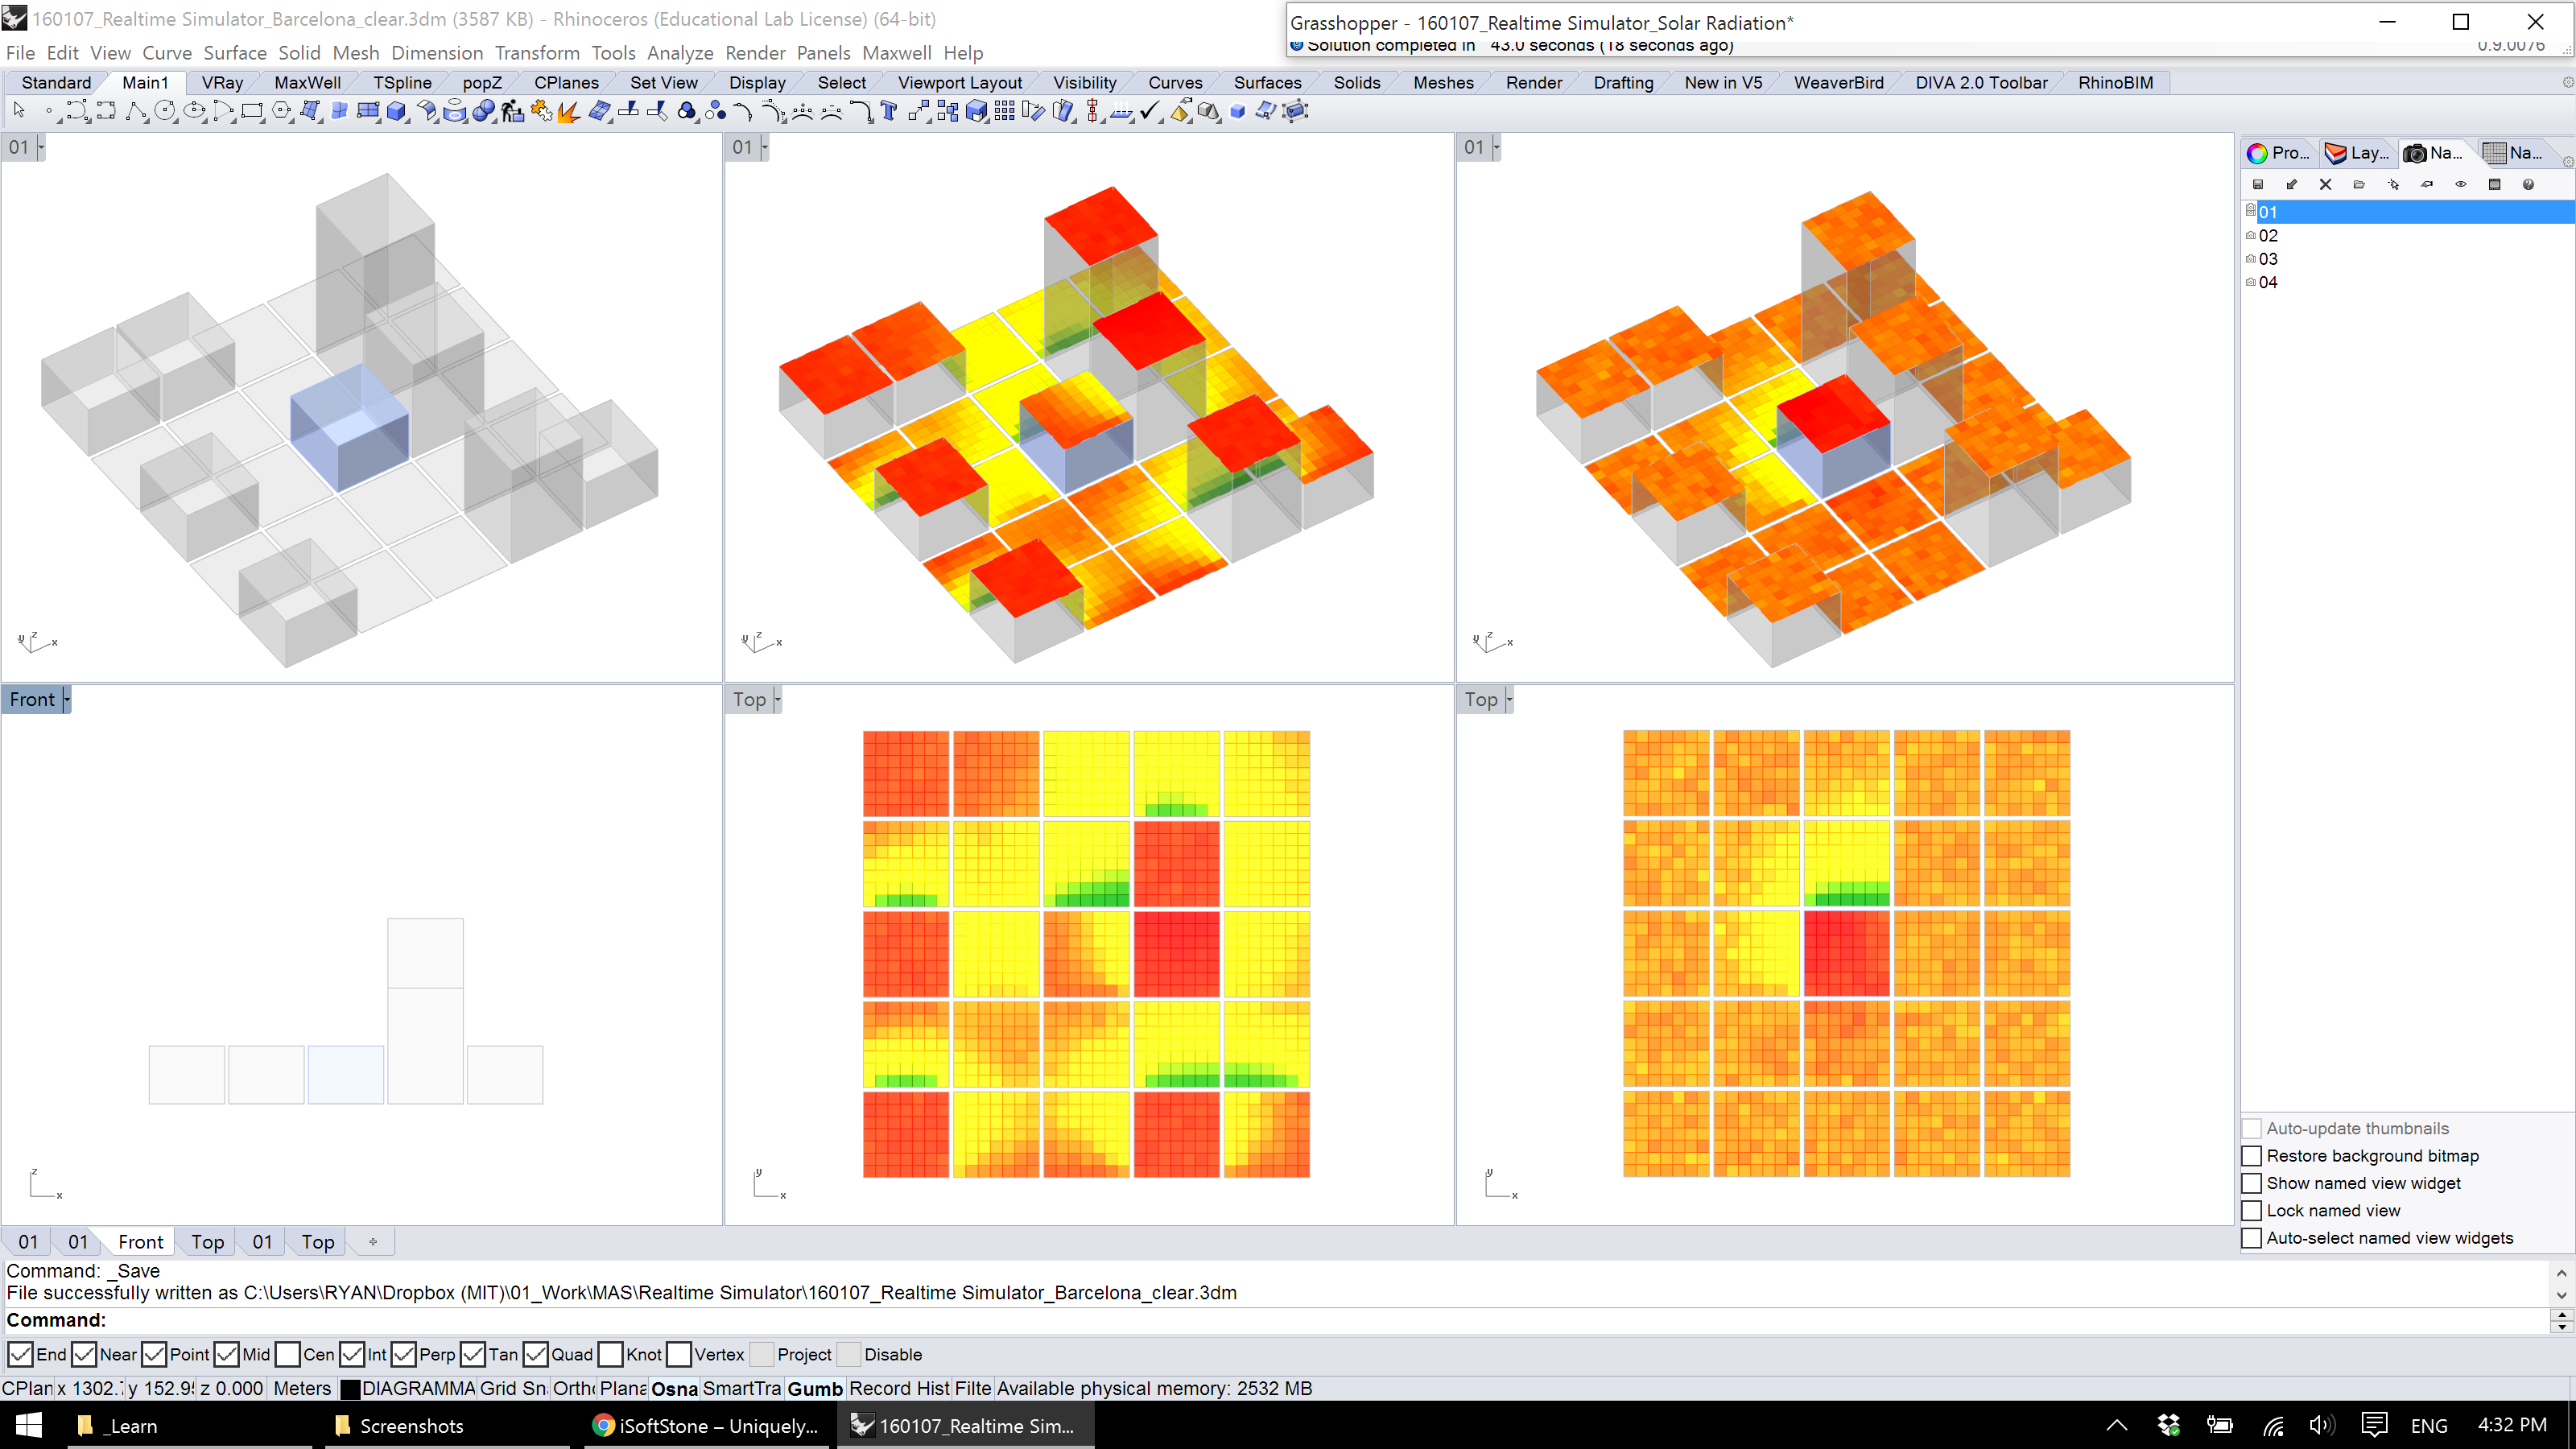 160107_Realtime Simulator_Barcelona_clear.3dm (3587 KB) - Rhinoceros (Educational Lab License) (64-bit)
Grasshopper - 160107_Realtime Simulator_Solar Radiation*
Solution completed in 43.0 seconds (18 seconds ago) 0.9.0076
File Edit View Curve Surface Solid Mesh Dimension Transform Tools Analyze Render Panels Maxwell Help
Standard Main1 VRay MaxWell TSpline popZ CPlanes Set View Display Select Viewport Layout Visibility Curves Surfaces Solids Meshes Render Drafting New in V5 WeaverBird DIVA 2.0 Toolbar RhinoBIM
01 01 01
Pro... Lay... Na... Na...
01
02
03
04
y z x y z x y z x
Front Top Top
z x y x y x
Auto-update thumbnails
Restore background bitmap
Show named view widget
Lock named view
Auto-select named view widgets
01 01 Front Top 01 Top
Command: _Save
File successfully written as C:\Users\RYAN\Dropbox (MIT)\01_Work\MAS\Realtime Simulator\160107_Realtime Simulator_Barcelona_clear.3dm
Command:
End Near Point Mid Cen Int Perp Tan Quad Knot Vertex Project Disable
CPlan x 1302. y 152.9 z 0.000 Meters DIAGRAMMA Grid Sn Ortho Plana Osna SmartTra Gumb Record Hist Filte Available physical memory: 2532 MB
_Learn Screenshots iSoftStone – Uniquely... 160107_Realtime Sim... ENG 4:32 PM